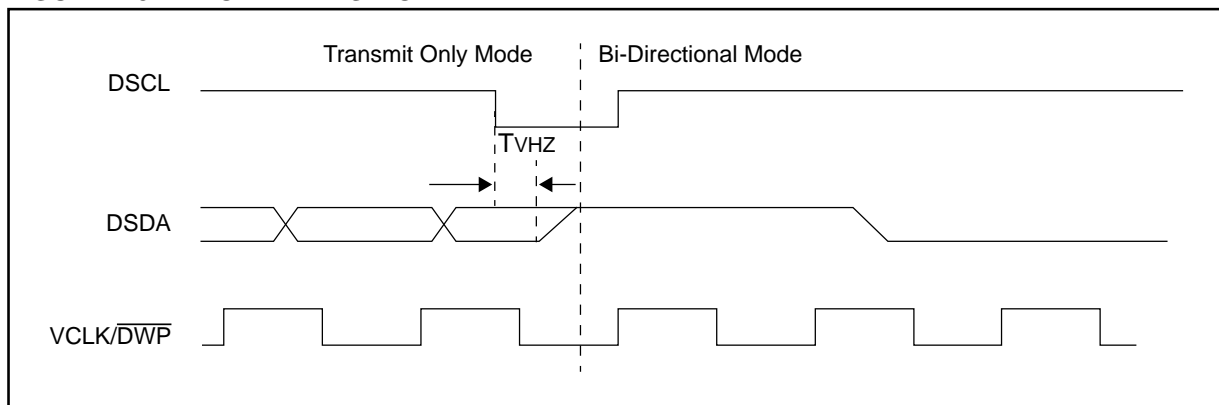 Transmit Only Mode
Bi-Directional Mode
DSCL
TVHZ
DSDA
VCLK/DWP